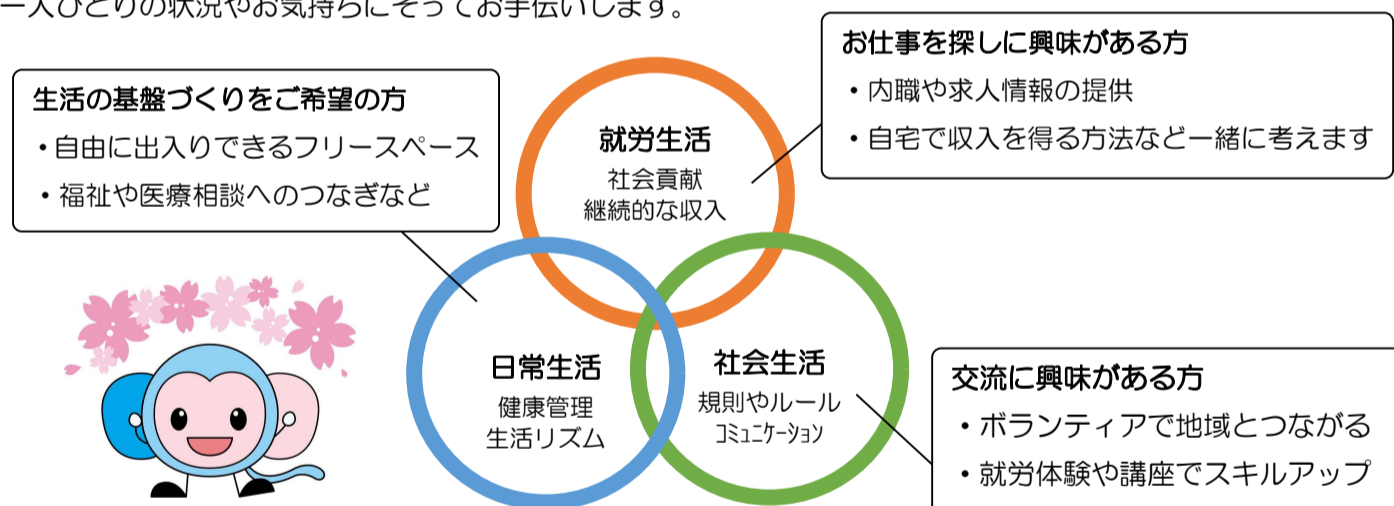 一人ひとりの状況やお気持ちにそってお手伝いします。
お仕事を探しに興味がある方
・内職や求人情報の提供
・自宅で収入を得る方法など一緒に考えます
生活の基盤づくりをご希望の方
・自由に出入りできるフリースペース
・福祉や医療相談へのつなぎなど
就労生活
社会貢献
継続的な収入
日常生活
健康管理
生活リズム
社会生活
規則やルール
ｺﾐｭﾆｹｰｼｮﾝ
交流に興味がある方
・ボランティアで地域とつながる
・就労体験や講座でスキルアップ